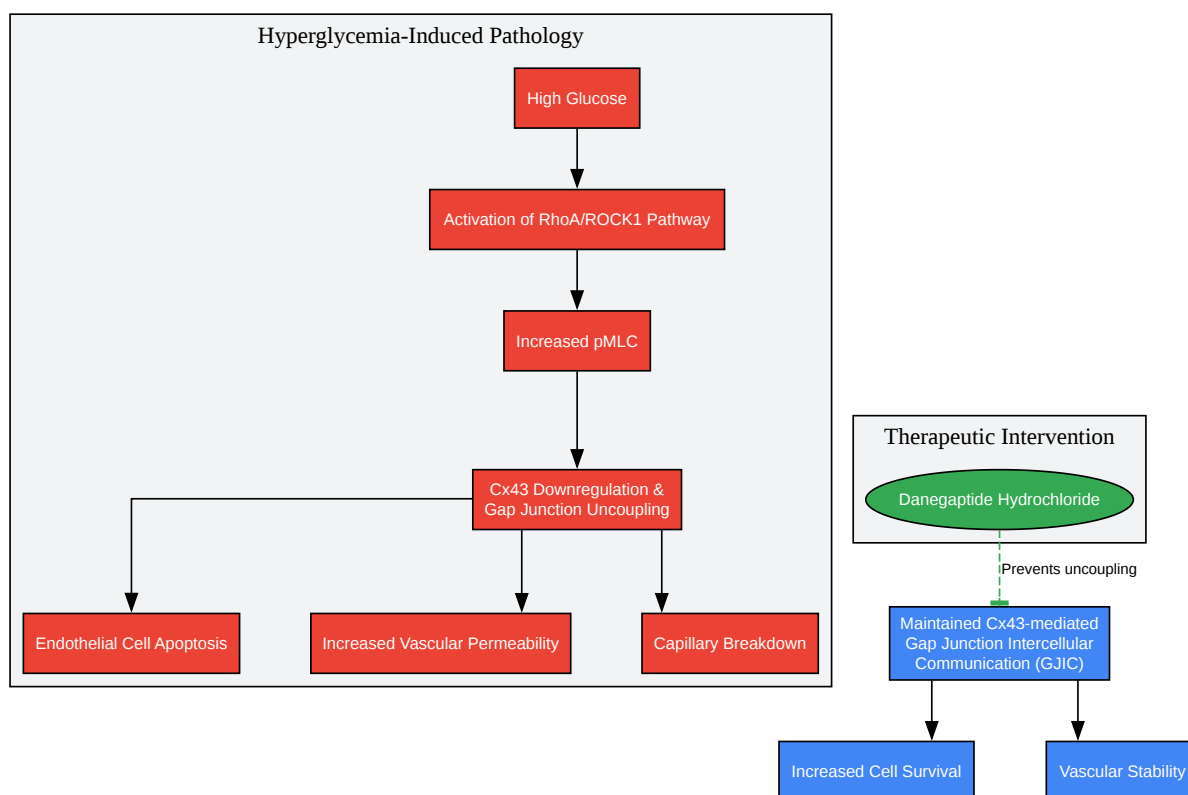 Hyperglycemia-Induced Pathology
High Glucose
Activation of RhoA/ROCK1 Pathway
Increased pMLC
Cx43 Downregulation &
Gap Junction Uncoupling
Endothelial Cell Apoptosis
Increased Vascular Permeability
Capillary Breakdown
Therapeutic Intervention
Danegaptide Hydrochloride
Prevents uncoupling
Maintained Cx43-mediated
Gap Junction Intercellular
Communication (GJIC)
Increased Cell Survival
Vascular Stability